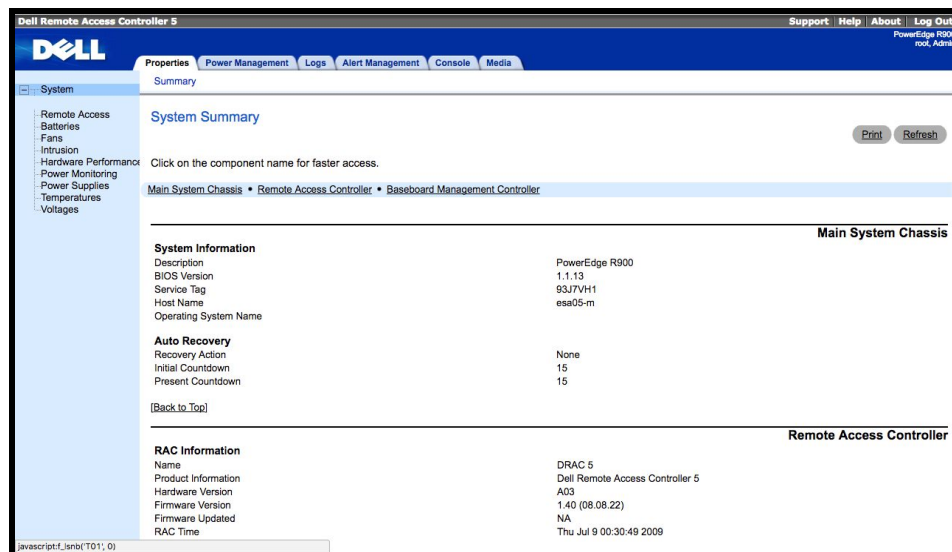 Dell Remote Access Controller 5
Support | Help | About | Log Out
DELL
PowerEdge R900
root, Admi
Properties Power Management Logs Alert Management Console Media
Summary
System
Remote Access
Batteries
Fans
Intrusion
Hardware Performance
Power Monitoring
Power Supplies
Temperatures
Voltages
System Summary
Print Refresh
Click on the component name for faster access.
Main System Chassis • Remote Access Controller • Baseboard Management Controller
Main System Chassis
System Information
Description PowerEdge R900
BIOS Version 1.1.13
Service Tag 93J7VH1
Host Name esa05-m
Operating System Name
Auto Recovery
Recovery Action None
Initial Countdown 15
Present Countdown 15
[Back to Top]
Remote Access Controller
RAC Information
Name DRAC 5
Product Information Dell Remote Access Controller 5
Hardware Version A03
Firmware Version 1.40 (08.08.22)
Firmware Updated NA
RAC Time Thu Jul 9 00:30:49 2009
javascript:f_lsnb('T01', 0)